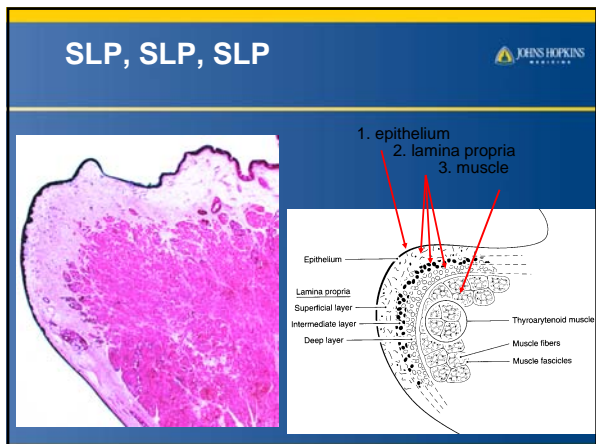 SLP, SLP, SLP
JOHNS HOPKINS
MEDICINE
1. epithelium
2. lamina propria
3. muscle
Epithelium
Lamina propria
Superficial layer
Intermediate layer
Deep layer
Thyroarytenoid muscle
Muscle fibers
Muscle fascicles